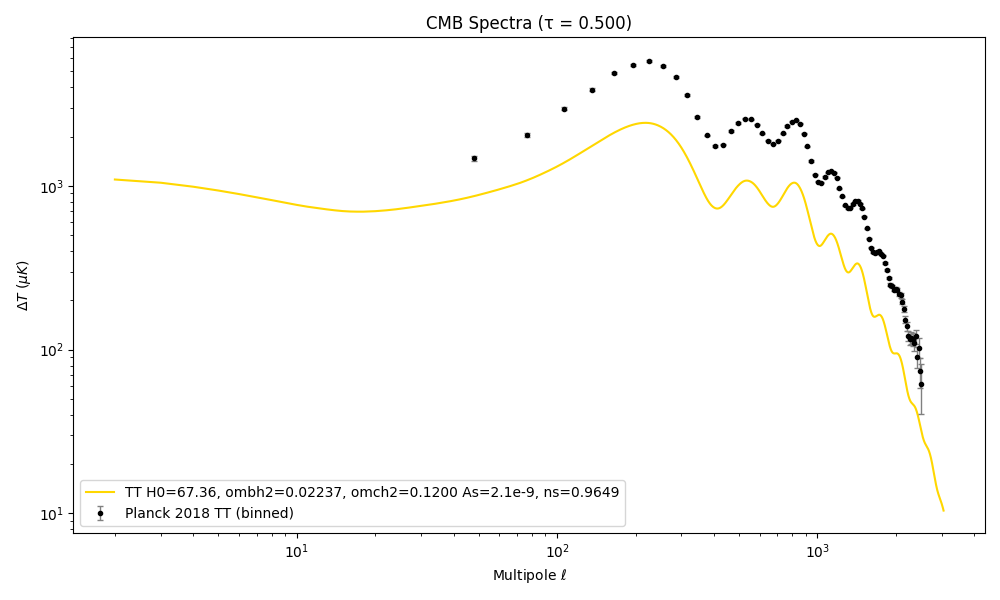 CMB Spectra (τ = 0.500)
ΔT (μK)
10³
10²
10¹
TT H0=67.36, ombh2=0.02237, omch2=0.1200 As=2.1e-9, ns=0.9649
Planck 2018 TT (binned)
10¹ 10² 10³
Multipole ℓ